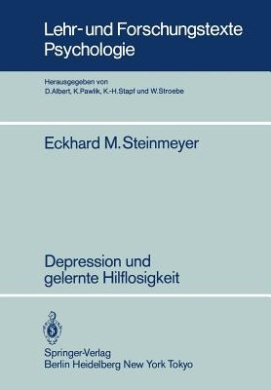 Lehr- und Forschungstexte
Psychologie
Herausgegeben von
D. Albert, K. Pawlik, K.-H. Stapf und W. Stroebe
Eckhard M. Steinmeyer
Depression und
gelernte Hilflosigkeit
Springer-Verlag
Berlin Heidelberg New York Tokyo